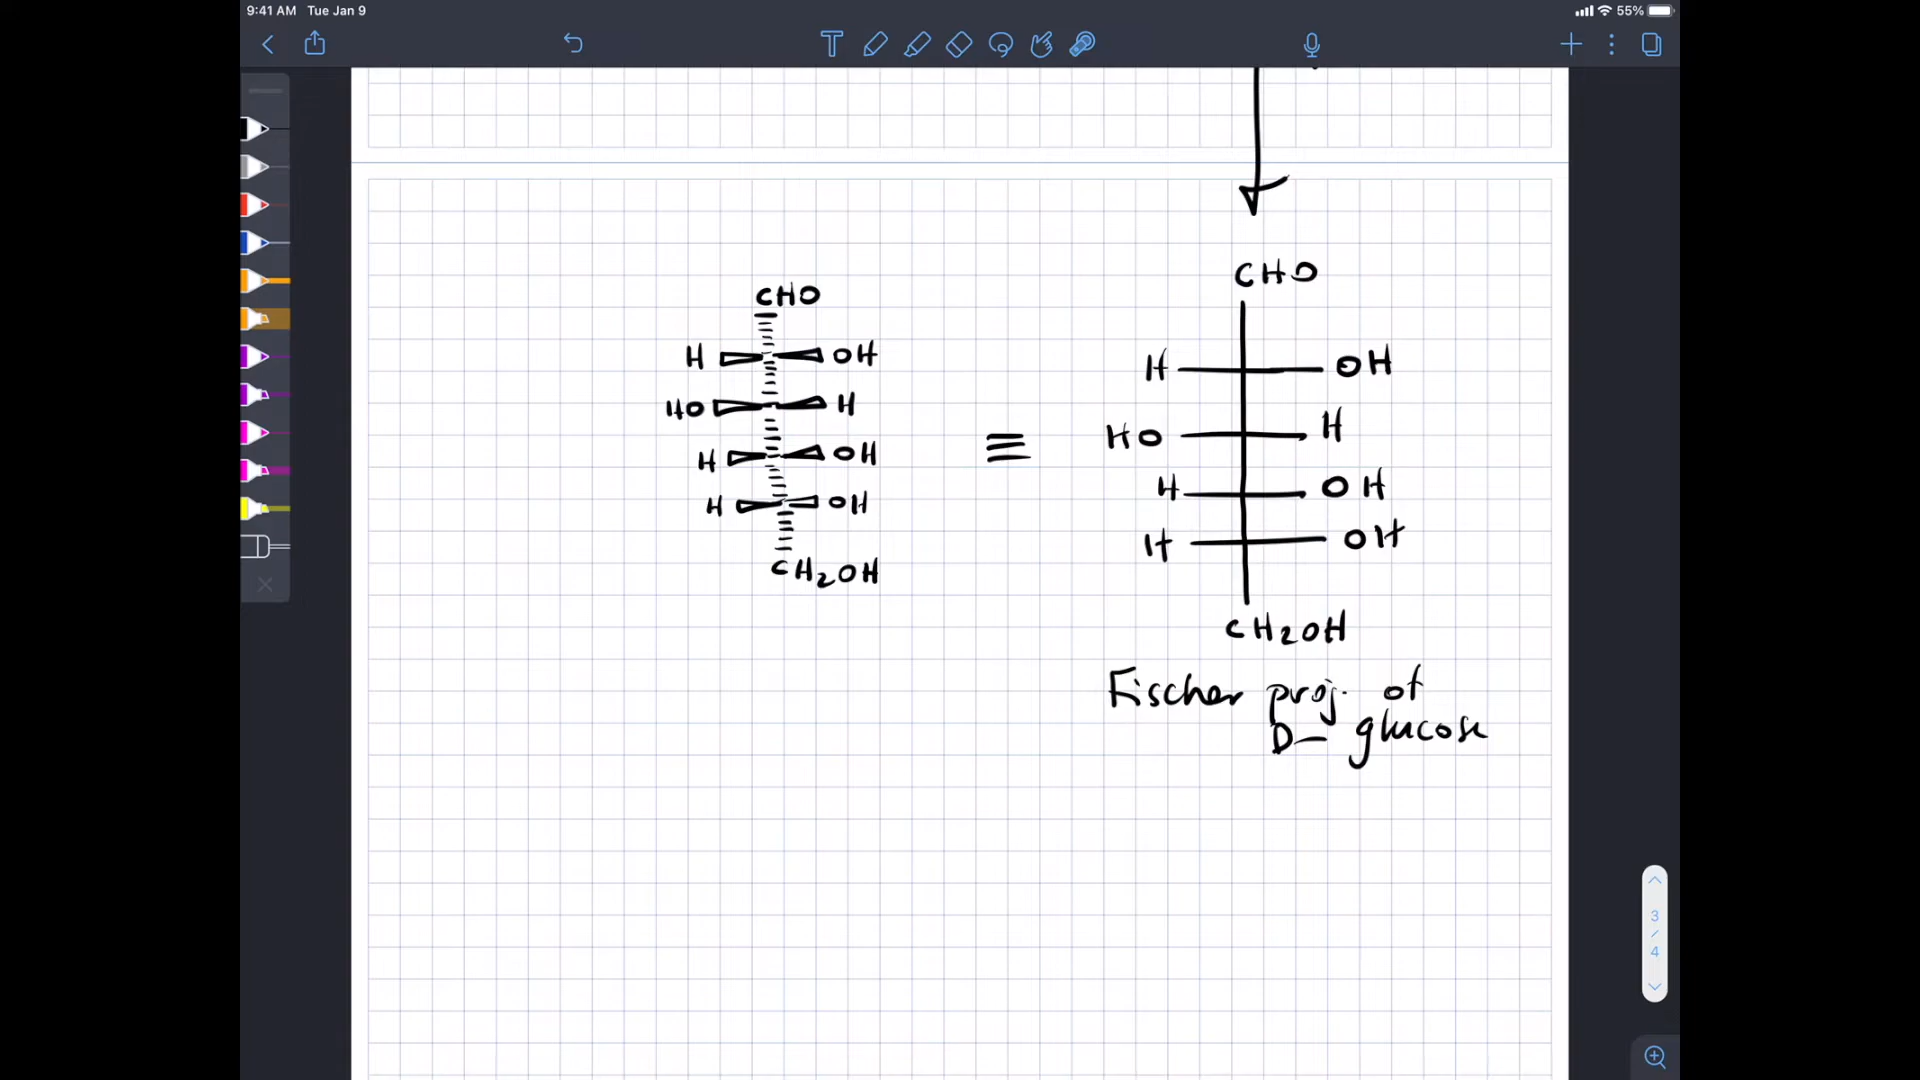 9:41 AM Tue Jan 9
55%
T
CHO
H OH
HO H
H OH
H OH
CH2OH
≡
CHO
H OH
HO H
H OH
H OH
CH2OH
Fischer proj. of
D- glucose
3
/
4